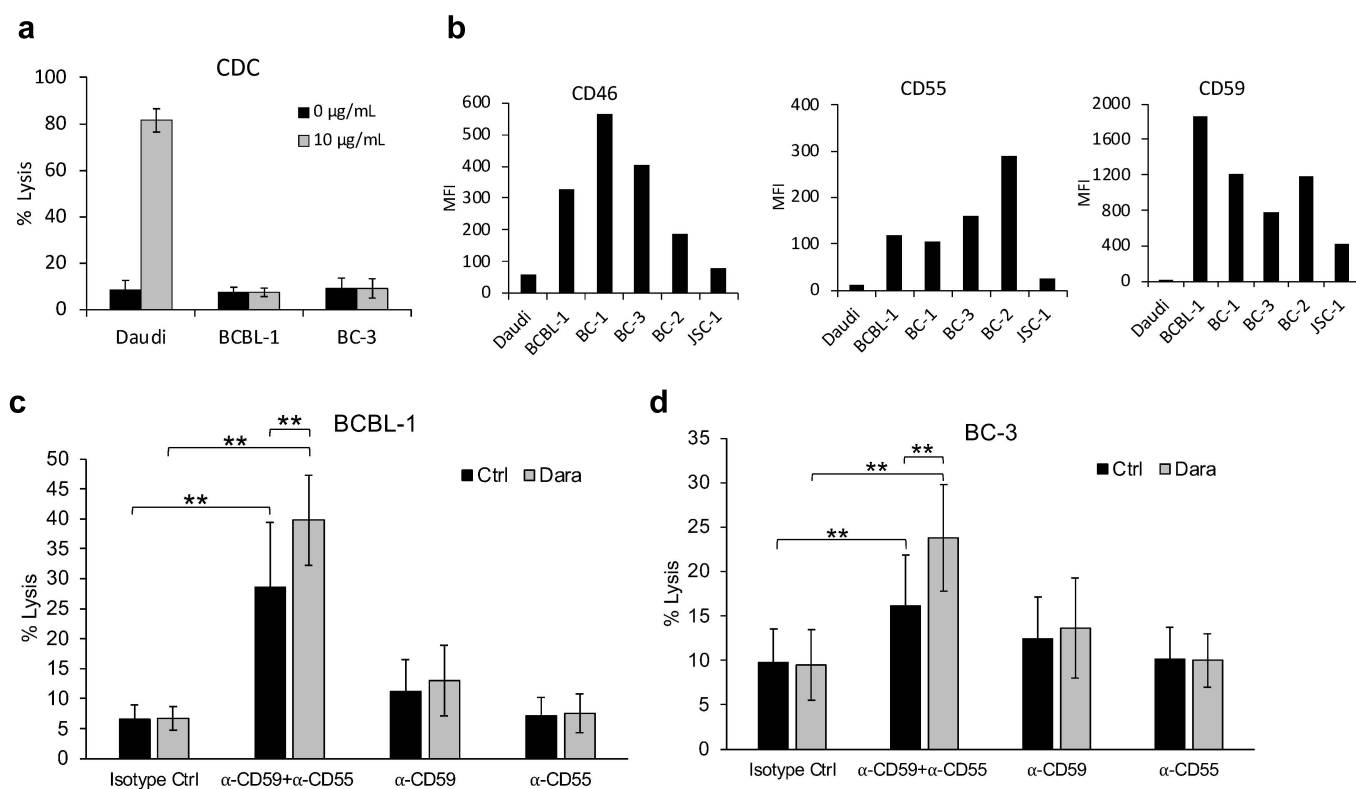 a
CDC
% Lysis
100
80
60
40
20
0
0 µg/mL
10 µg/mL
Daudi
BCBL-1
BC-3
b
CD46
MFI
600
500
400
300
200
100
0
Daudi
BCBL-1
BC-1
BC-3
BC-2
JSC-1
CD55
MFI
400
300
200
100
0
Daudi
BCBL-1
BC-1
BC-3
BC-2
JSC-1
CD59
MFI
2000
1600
1200
800
400
0
Daudi
BCBL-1
BC-1
BC-3
BC-2
JSC-1
c
BCBL-1
**
**
**
Ctrl
Dara
% Lysis
50
45
40
35
30
25
20
15
10
5
0
Isotype Ctrl
α-CD59+α-CD55
α-CD59
α-CD55
d
BC-3
**
**
**
Ctrl
Dara
% Lysis
35
30
25
20
15
10
5
0
Isotype Ctrl
α-CD59+α-CD55
α-CD59
α-CD55